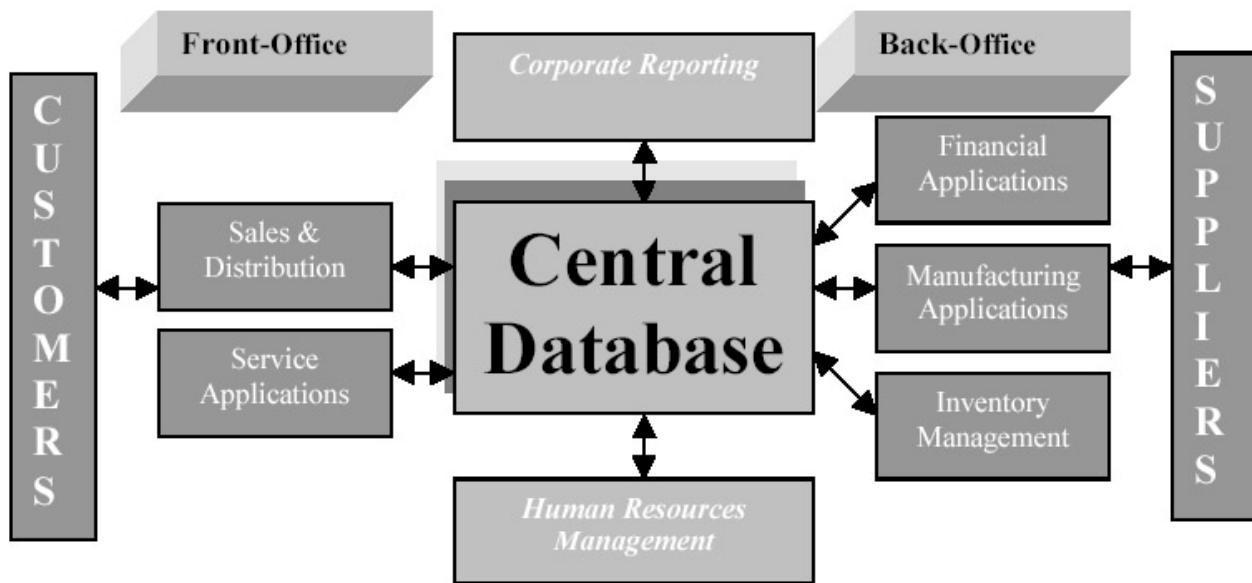 Front-Office
Corporate Reporting
Back-Office
CUSTOMERS
SUPPLIERS
Sales &
Distribution
Service
Applications
Central
Database
Financial
Applications
Manufacturing
Applications
Inventory
Management
Human Resources
Management